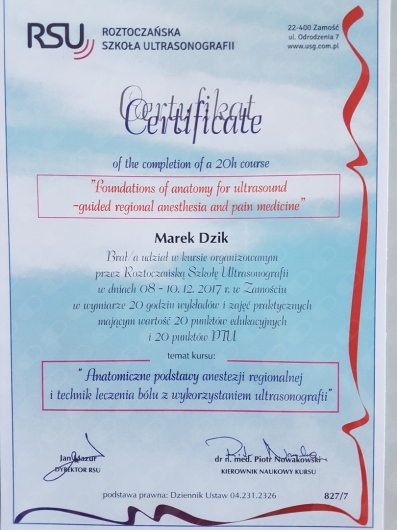 RSU
ROZTOCZAŃSKA
SZKOŁA ULTRASONOGRAFII
22-400 Zamość
ul. Odrodzenia 7
www.usg.com.pl
Certyfikat
Certificate
of the completion of a 20h course
"Foundations of anatomy for ultrasound
-guided regional anesthesia and pain medicine"
Marek Dzik
Brał/a udział w kursie organizowanym
przez Roztoczańską Szkołę Ultrasonografii
w dniach 08 - 10. 12. 2017 r. w Zamościu
w wymiarze 20 godzin wykładów i zajęć praktycznych
mającym wartość 20 punktów edukacyjnych
i 20 punktów PTU
temat kursu:
"Anatomiczne podstawy anestezji regionalnej
i technik leczenia bólu z wykorzystaniem ultrasonografii"
Jan Mazur
DYREKTOR RSU
dr n. med. Piotr Nowakowski
KIEROWNIK NAUKOWY KURSU
podstawa prawna: Dziennik Ustaw 04.231.2326
827/7